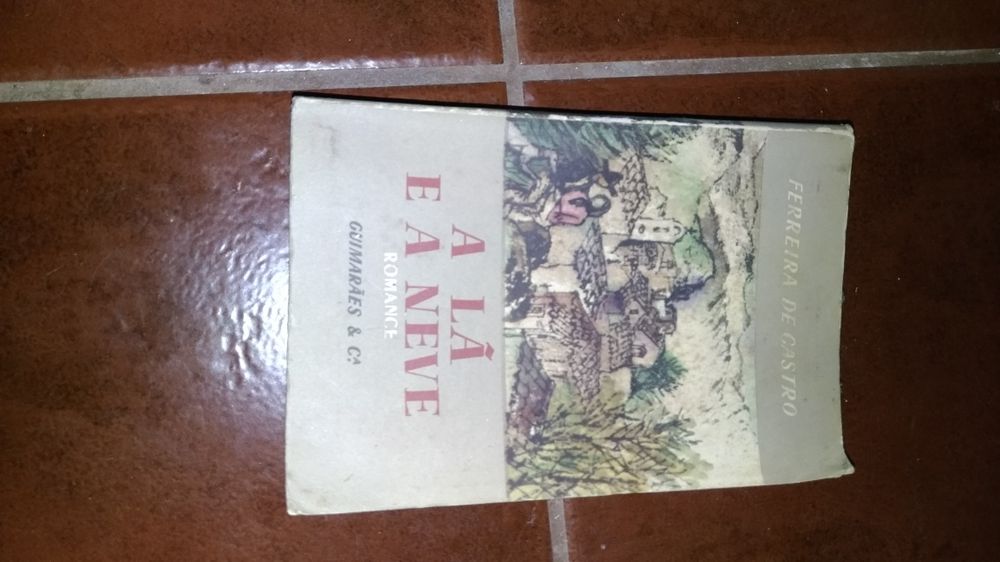 FERREIRA DE CASTRO
A LÃ
E A NEVE
ROMANCE
GUIMARÃES & C.ª